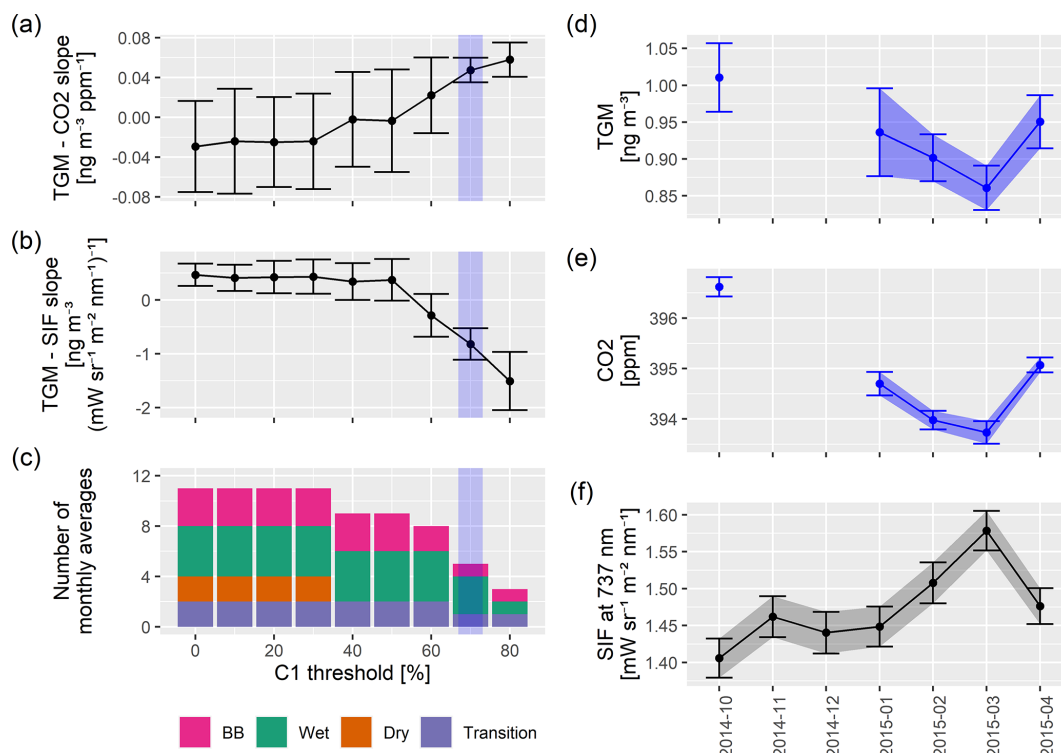 (a)
TGM - CO2 slope
[ng m⁻³ ppm⁻¹]
0.08
0.04
0.00
-0.04
-0.08
(b)
TGM - SIF slope
[ng m⁻³
(mW sr⁻¹ m⁻² nm⁻¹)⁻¹]
0
-1
-2
(c)
Number of
monthly averages
12
8
4
0
0
20
40
60
80
C1 threshold [%]
BB
Wet
Dry
Transition
(d)
TGM
[ng m⁻³]
1.05
1.00
0.95
0.90
0.85
(e)
CO2
[ppm]
396
395
394
(f)
SIF at 737 nm
[mW sr⁻¹ m⁻² nm⁻¹]
1.60
1.55
1.50
1.45
1.40
2014-10
2014-11
2014-12
2015-01
2015-02
2015-03
2015-04